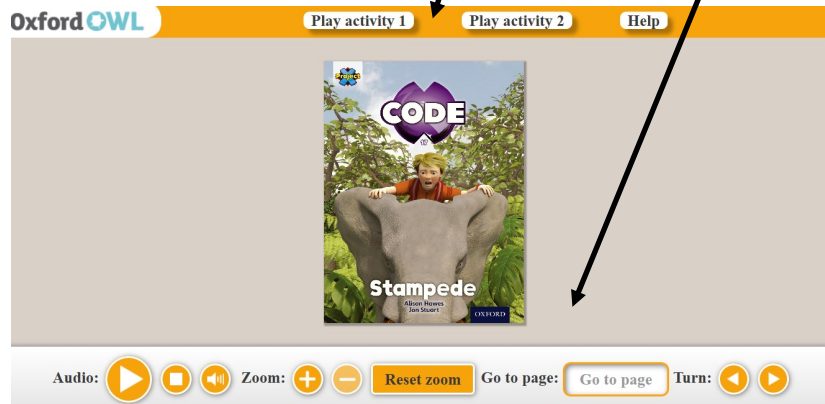 Oxford OWL
Play activity 1 Play activity 2 Help
Project
CODE
17
Stampede
Alison Hawes
Jon Stuart
OXFORD
Audio: Zoom: Reset zoom Go to page: Go to page Turn: